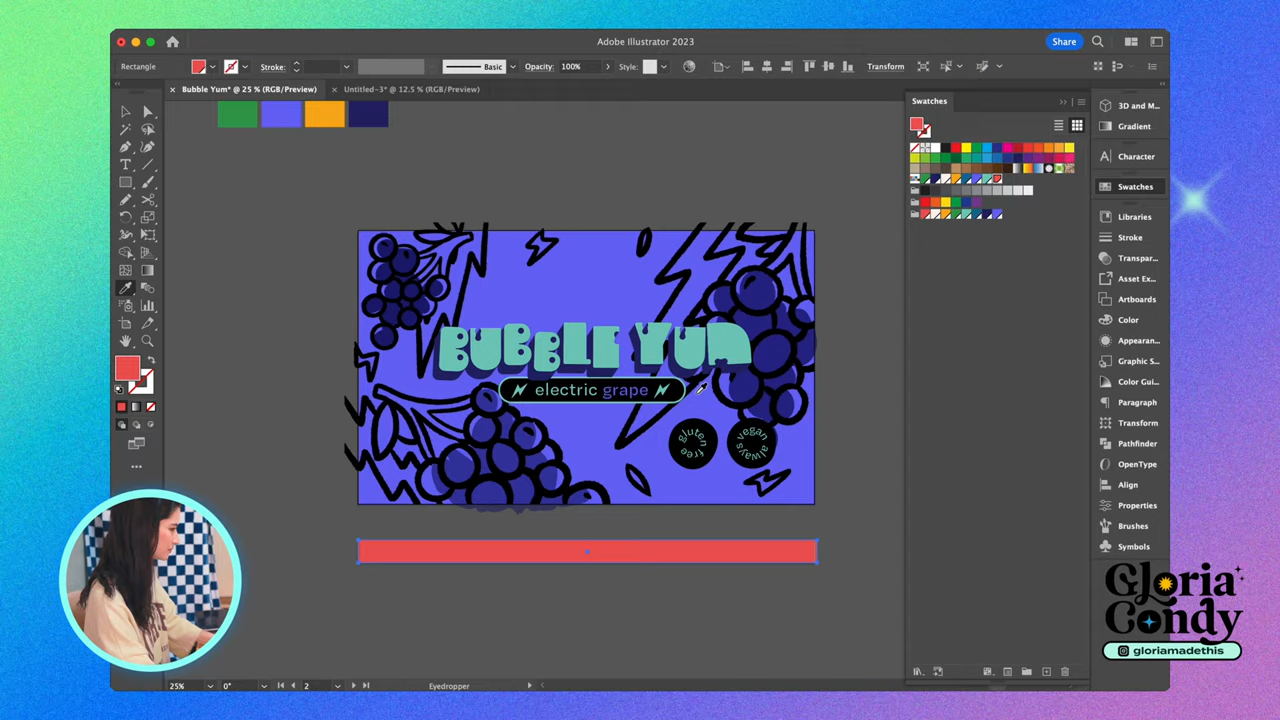 Adobe Illustrator 2023
Share
Rectangle
Stroke:
Basic
Opacity:
100%
Style:
Transform
× Bubble Yum* @ 25 % (RGB/Preview)
× Untitled-3* @ 12.5 % (RGB/Preview)
Swatches
3D and M...
Gradient
Character
Swatches
Libraries
Stroke
Transpar...
Asset Ex...
Artboards
Color
Appearan...
Graphic S...
Color Gui...
Paragraph
Transform
Pathfinder
OpenType
Align
Properties
Brushes
Symbols
BUBBLE YUM
electric grape
gluten free
vegan always
25%
0°
2
Eyedropper
Gloria
Condy
gloriamadethis